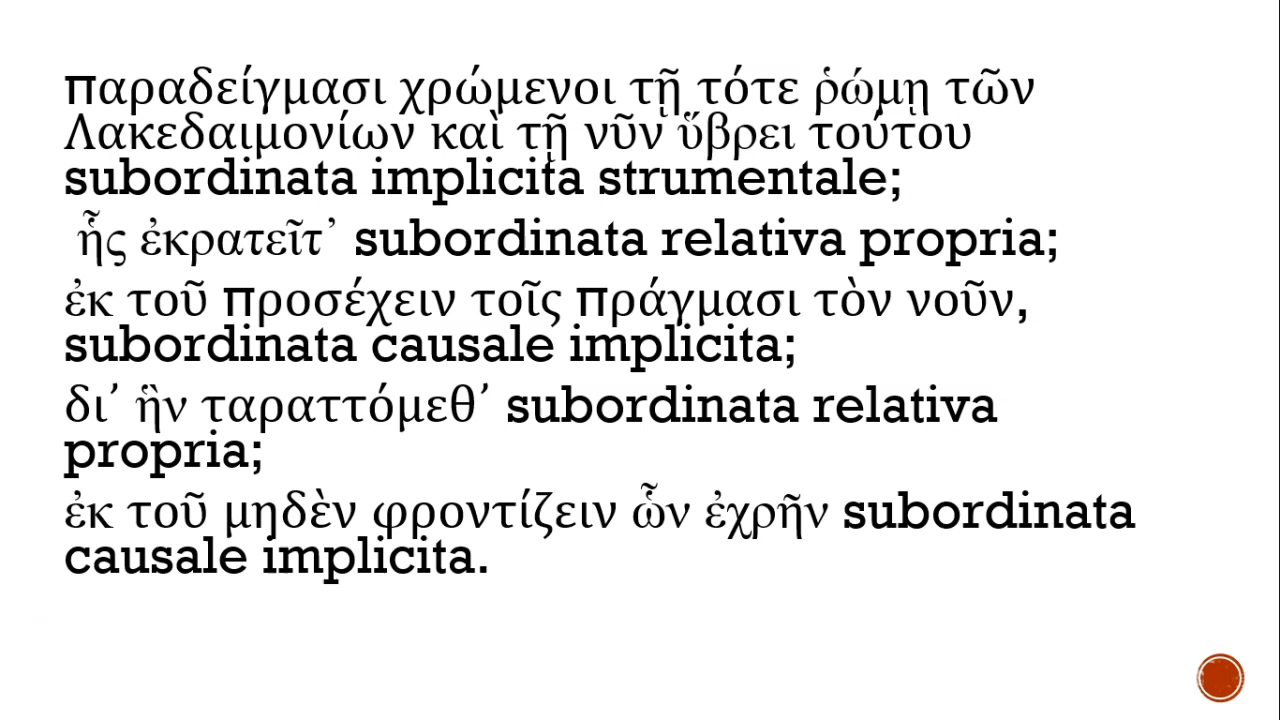 παραδείγμασι χρώμενοι τῇ τότε ῥώμῃ τῶν
Λακεδαιμονίων καὶ τῇ νῦν ὕβρει τούτου
subordinata implicita strumentale;
ἧς ἐκρατεῖτ᾽ subordinata relativa propria;
ἐκ τοῦ προσέχειν τοῖς πράγμασι τὸν νοῦν,
subordinata causale implicita;
δι᾽ ἣν ταραττόμεθ᾽ subordinata relativa
propria;
ἐκ τοῦ μηδὲν φροντίζειν ὧν ἐχρῆν subordinata
causale implicita.